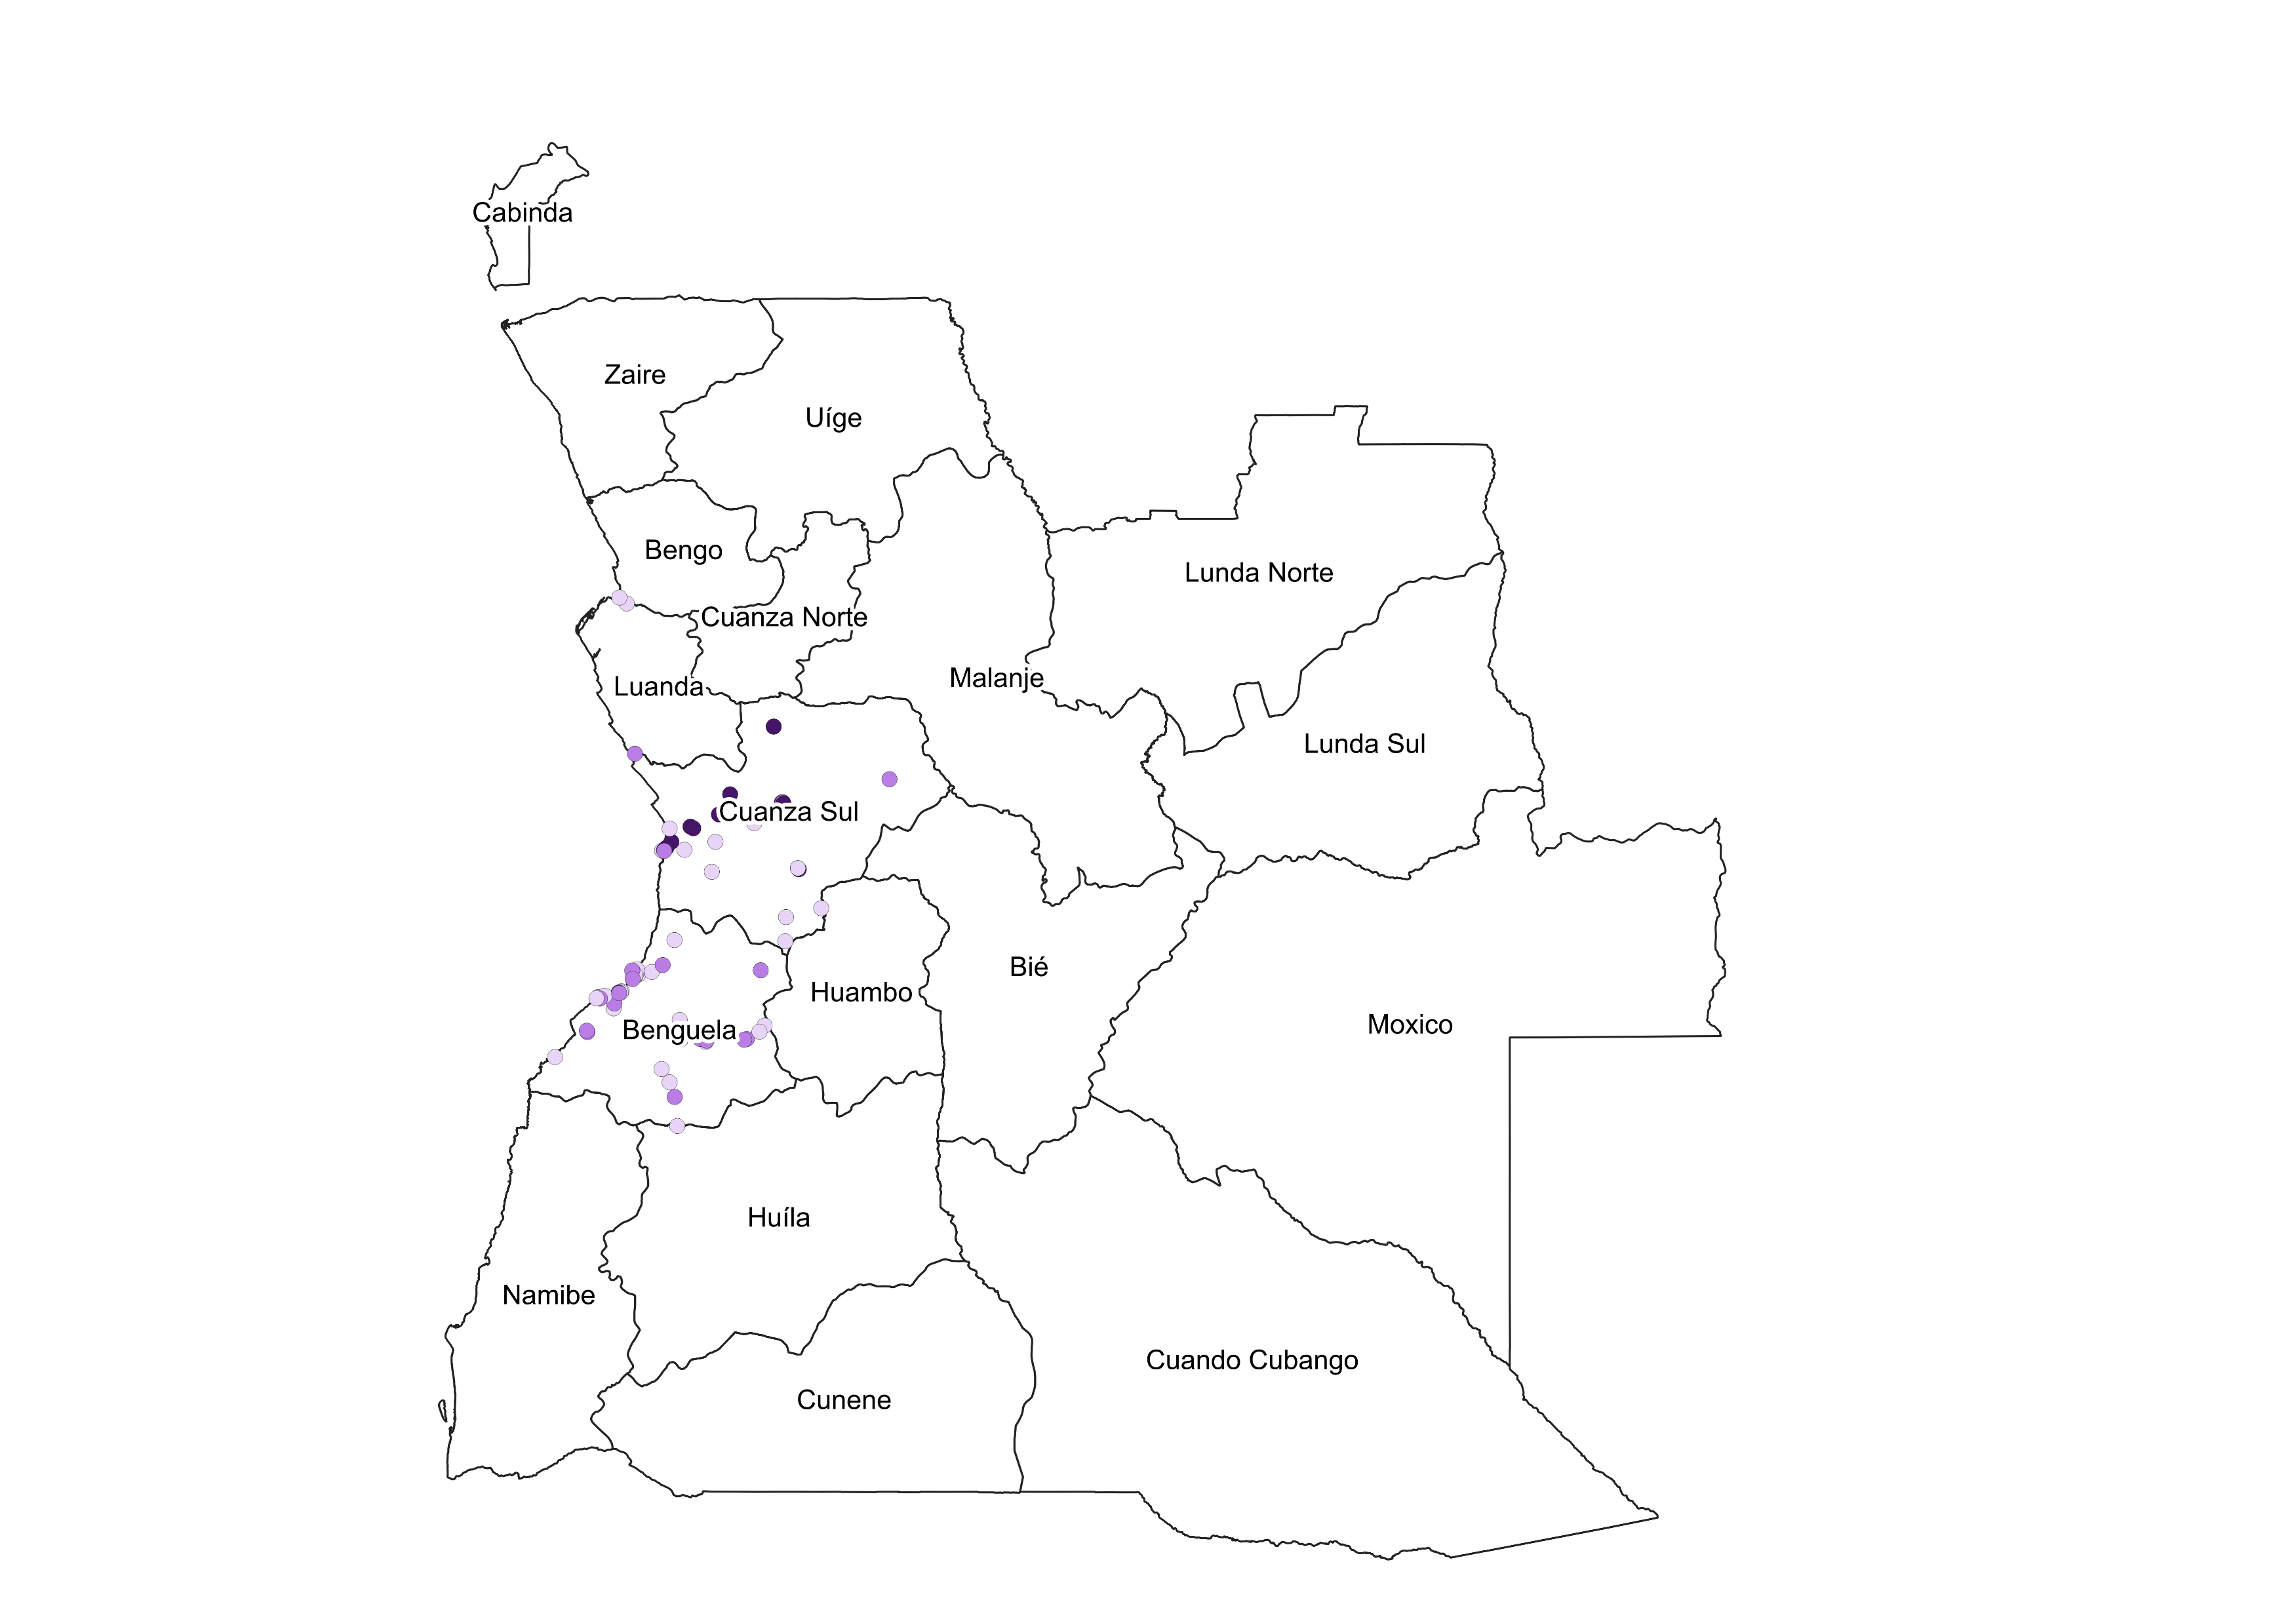 Cabinda
Zaire
Uíge
Bengo
Lunda Norte
Cuanza Norte
Malanje
Luanda
Lunda Sul
Cuanza Sul
Bié
Huambo
Moxico
Benguela
Huíla
Namibe
Cuando Cubango
Cunene